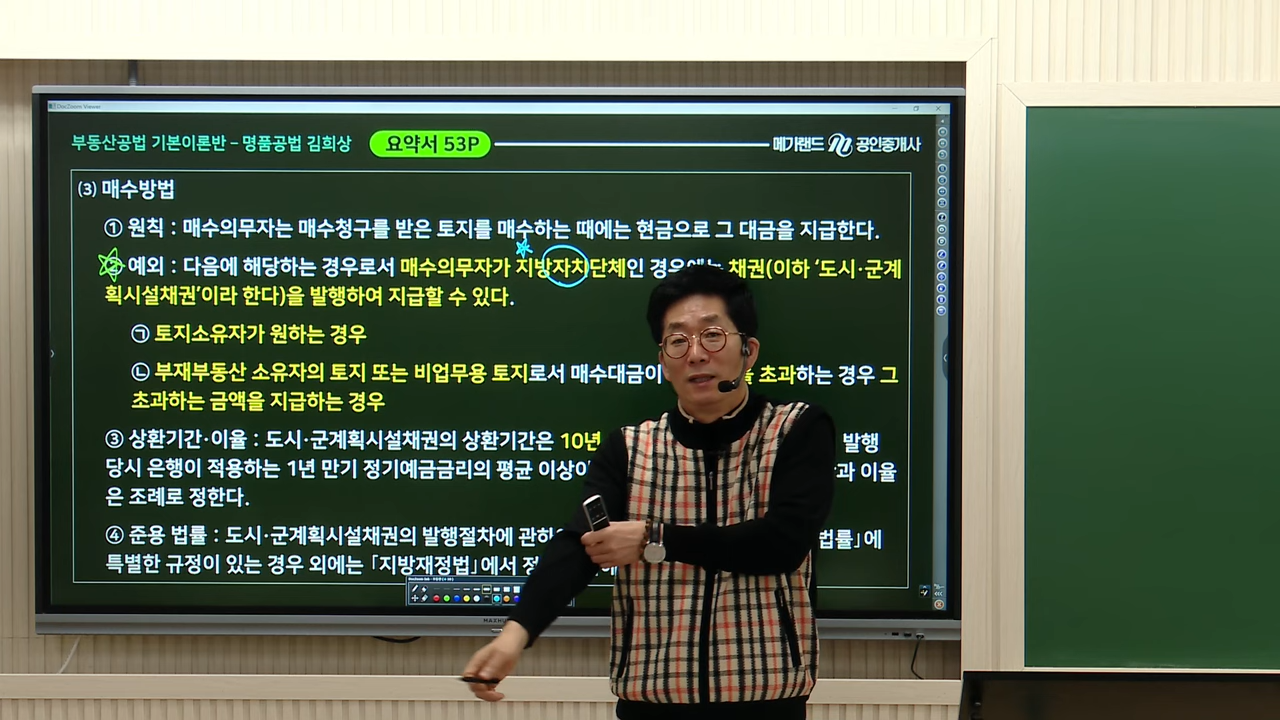 DocZoom Viewer
부동산공법 기본이론반 – 명품공법 김희상 요약서 53P 메가랜드 공인중개사
(3) 매수방법
① 원칙 : 매수의무자는 매수청구를 받은 토지를 매수하는 때에는 현금으로 그 대금을 지급한다.
② 예외 : 다음에 해당하는 경우로서 매수의무자가 지방자치단체인 경우에는 채권(이하 ‘도시·군계
획시설채권’이라 한다)을 발행하여 지급할 수 있다.
㉠ 토지소유자가 원하는 경우
㉡ 부재부동산 소유자의 토지 또는 비업무용 토지로서 매수대금이 초과하는 경우 그
초과하는 금액을 지급하는 경우
③ 상환기간·이율 : 도시·군계획시설채권의 상환기간은 10년 발행
당시 은행이 적용하는 1년 만기 정기예금금리의 평균 이상이 이율
은 조례로 정한다.
④ 준용 법률 : 도시·군계획시설채권의 발행절차에 법률」에
특별한 규정이 있는 경우 외에는 「지방재정법」에서